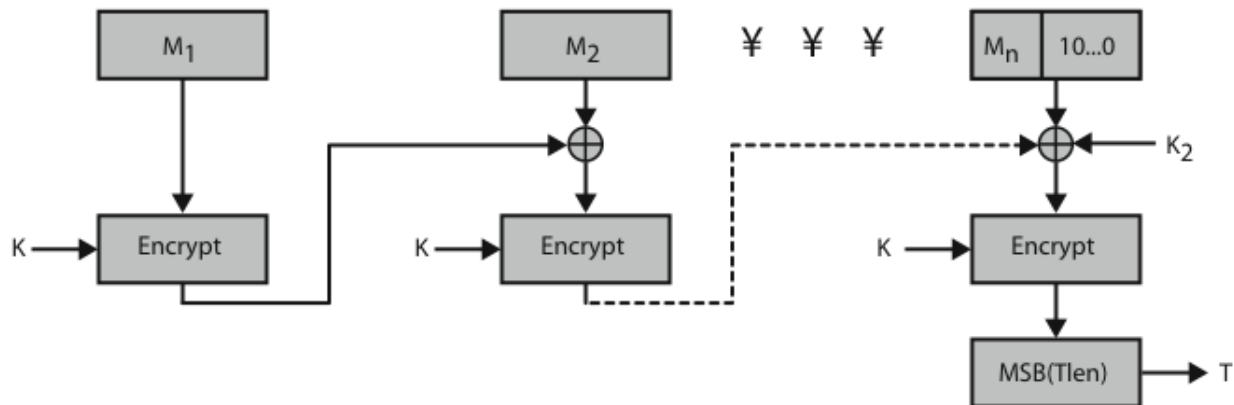 M1 M2 ¥ ¥ ¥ Mn 10...0
K2
K Encrypt K Encrypt K Encrypt
MSB(Tlen) T